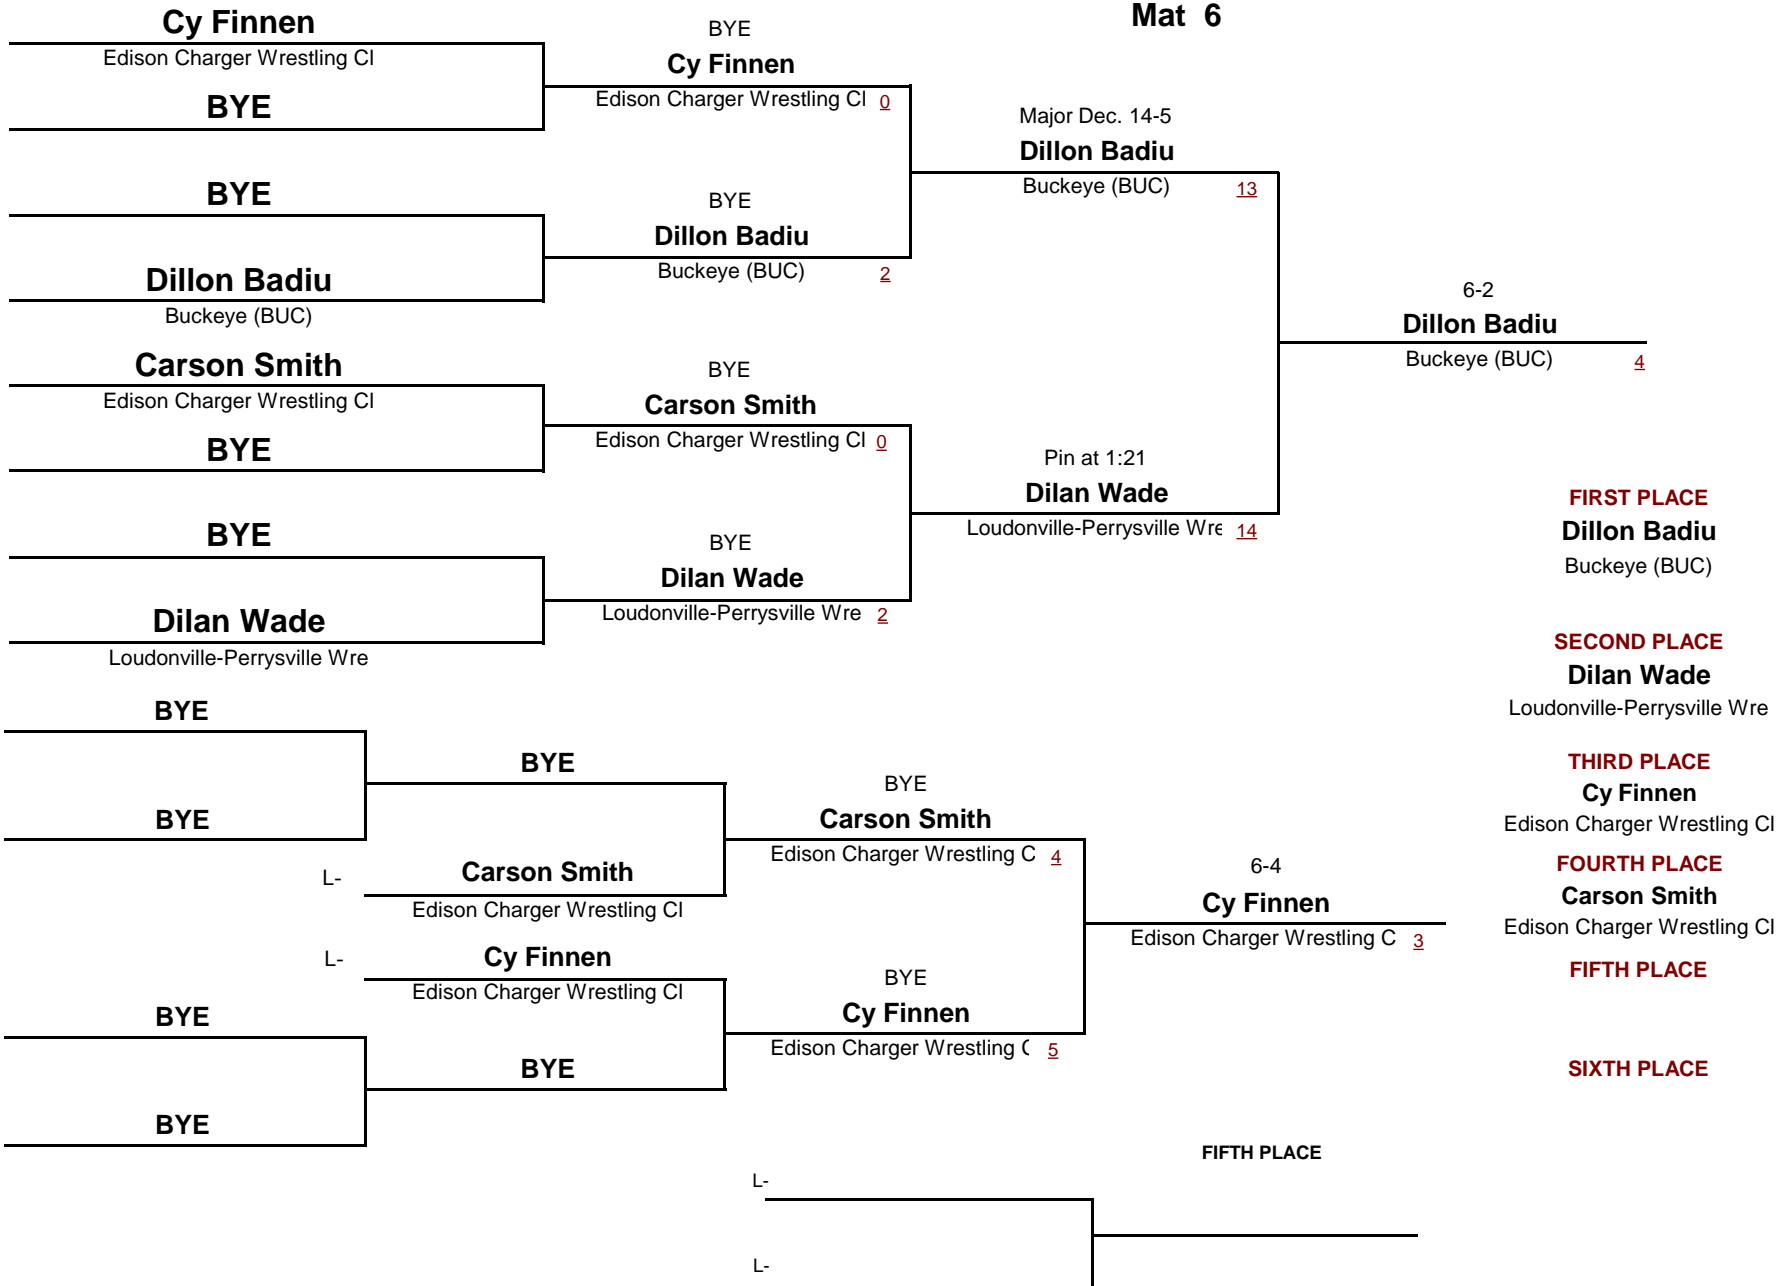 Mat 6
Cy Finnen
Edison Charger Wrestling Cl
BYE
BYE
Dillon Badiu
Buckeye (BUC)
Carson Smith
Edison Charger Wrestling Cl
BYE
BYE
Dilan Wade
Loudonville-Perrysville Wre
BYE
Cy Finnen
Edison Charger Wrestling Cl 0
BYE
Dillon Badiu
Buckeye (BUC) 2
BYE
Carson Smith
Edison Charger Wrestling Cl 0
BYE
Dilan Wade
Loudonville-Perrysville Wre 2
Major Dec. 14-5
Dillon Badiu
Buckeye (BUC) 13
Pin at 1:21
Dilan Wade
Loudonville-Perrysville Wre 14
6-2
Dillon Badiu
Buckeye (BUC) 4
FIRST PLACE
Dillon Badiu
Buckeye (BUC)
SECOND PLACE
Dilan Wade
Loudonville-Perrysville Wre
THIRD PLACE
Cy Finnen
Edison Charger Wrestling Cl
FOURTH PLACE
Carson Smith
Edison Charger Wrestling Cl
FIFTH PLACE
SIXTH PLACE
BYE
BYE
BYE
BYE
BYE
L- Carson Smith
Edison Charger Wrestling Cl
L- Cy Finnen
Edison Charger Wrestling Cl
BYE
BYE
Carson Smith
Edison Charger Wrestling C 4
BYE
Cy Finnen
Edison Charger Wrestling C 5
6-4
Cy Finnen
Edison Charger Wrestling C 3
FIFTH PLACE
L-
L-